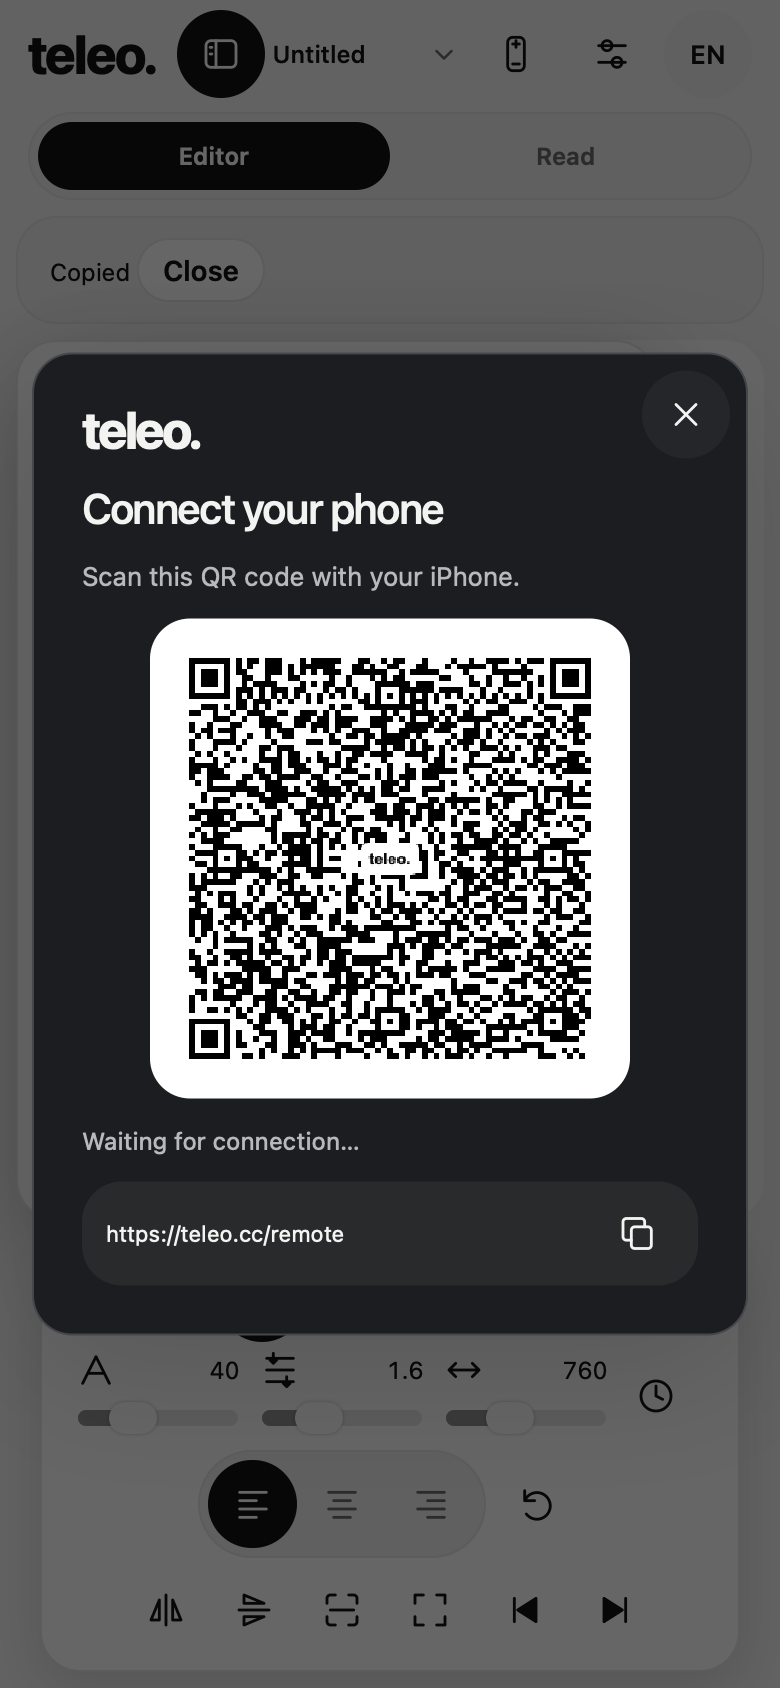 teleo.
Untitled
EN
Editor
Read
Copied
Close
teleo.
Connect your phone
Scan this QR code with your iPhone.
teleo.
Waiting for connection...
https://teleo.cc/remote
40
1.6
760